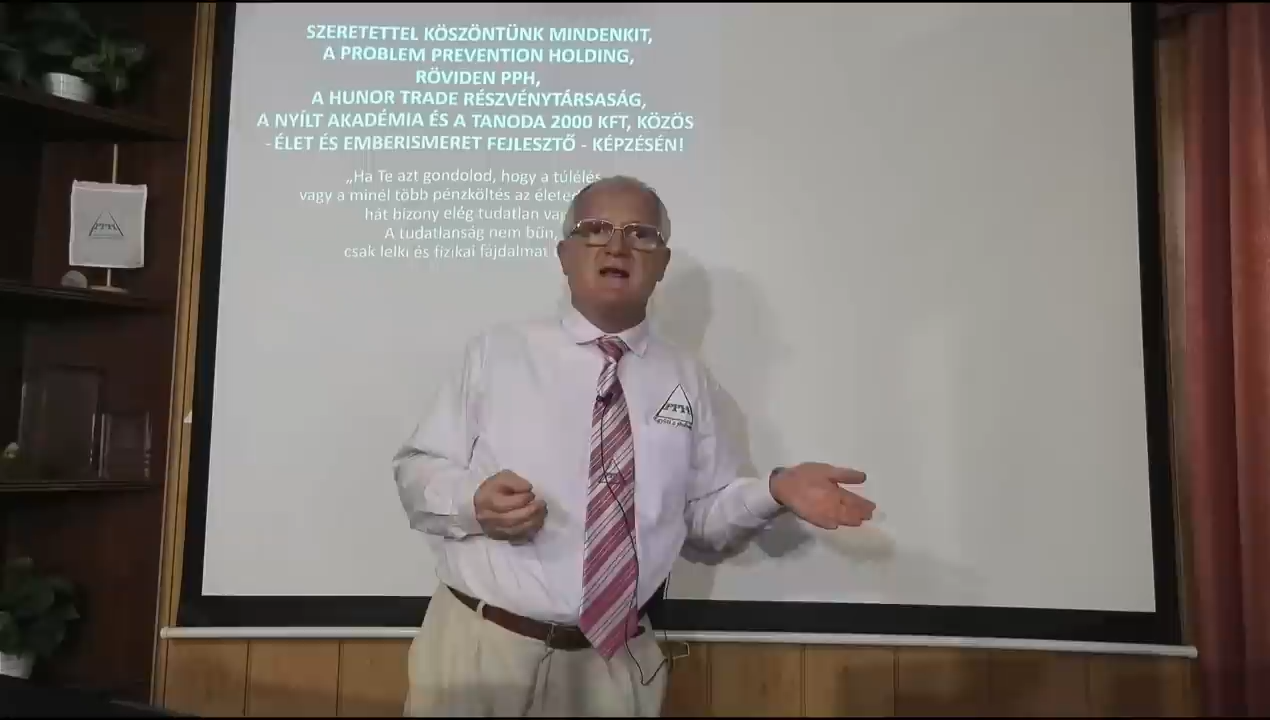 SZERETETTEL KÖSZÖNTÜNK MINDENKIT,
A PROBLEM PREVENTION HOLDING,
RÖVIDEN PPH,
A HUNOR TRADE RÉSZVÉNYTÁRSASÁG,
A NYÍLT AKADÉMIA ÉS A TANODA 2000 KFT, KÖZÖS
- ÉLET ÉS EMBERISMERET FEJLESZTŐ - KÉPZÉSÉN!
„Ha Te azt gondolod, hogy a túlélés
vagy a minél több pénzköltés az
hát bizony elég tudatlan
A tudatlanság nem bűn,
csak lelki és fizikai fájdalmat
PPH
PPH